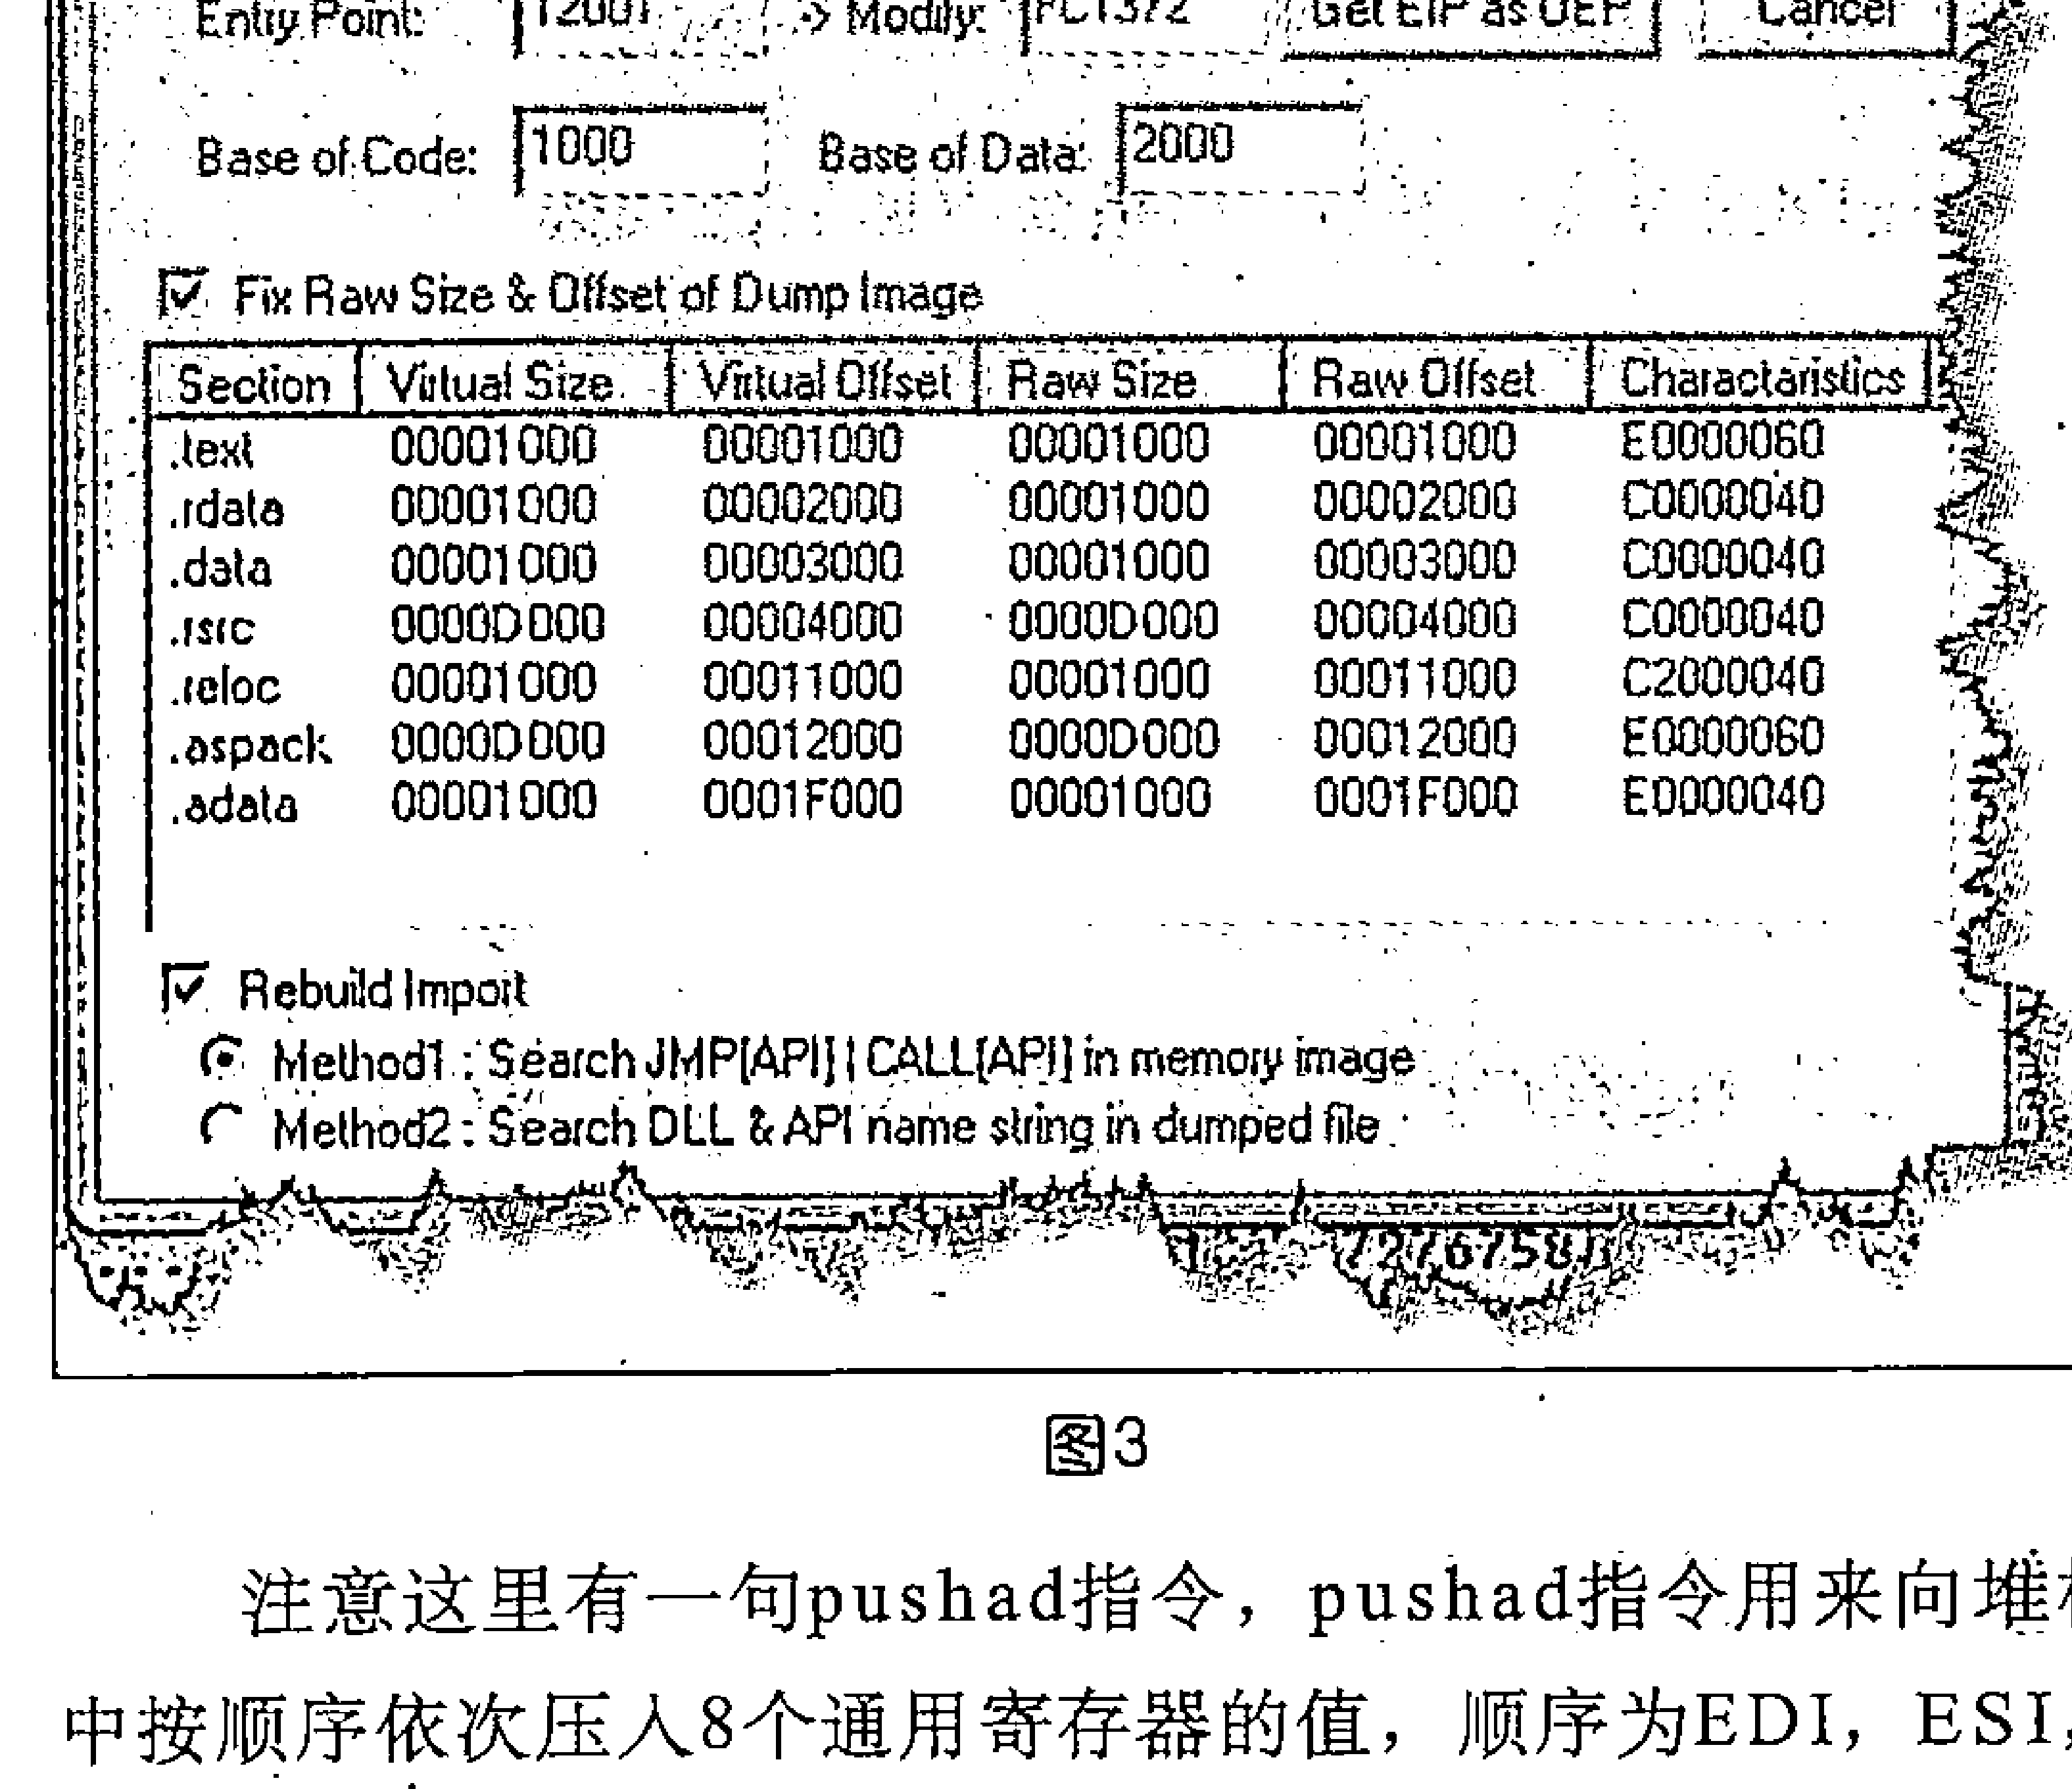 Entry Point: 12001 -> Modify: FC1372 Get EIP as OEP Cancel
Base of Code: 1000 Base of Data: 2000
Fix Raw Size & Offset of Dump Image
Section Virtual Size Virtual Offset Raw Size Raw Offset Charactaristics
.text 00001000 00001000 00001000 00001000 E0000060
.rdata 00001000 00002000 00001000 00002000 C0000040
.data 00001000 00003000 00001000 00003000 C0000040
.rsrc 0000D000 00004000 0000D000 00004000 C0000040
.reloc 00001000 00011000 00001000 00011000 C2000040
.aspack 0000D000 00012000 0000D000 00012000 E0000060
.adata 00001000 0001F000 00001000 0001F000 E0000040
Rebuild Import
Method1 : Search JMP[API] | CALL[API] in memory image
Method2 : Search DLL & API name string in dumped file
图3
注意这里有一句pushad指令，pushad指令用来向堆
中按顺序依次压入8个通用寄存器的值，顺序为EDI，ESI，